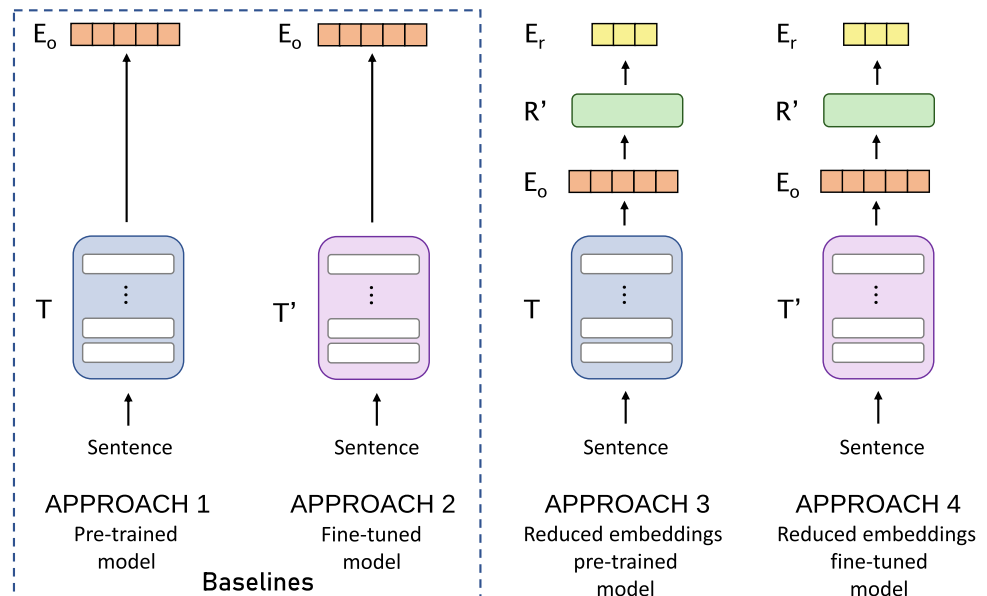 Eo
Eo
Er
Er
R’
R’
Eo
Eo
T
T’
T
T’
Sentence
Sentence
Sentence
Sentence
APPROACH 1
Pre-trained
model
APPROACH 2
Fine-tuned
model
Baselines
APPROACH 3
Reduced embeddings
pre-trained
model
APPROACH 4
Reduced embeddings
fine-tuned
model